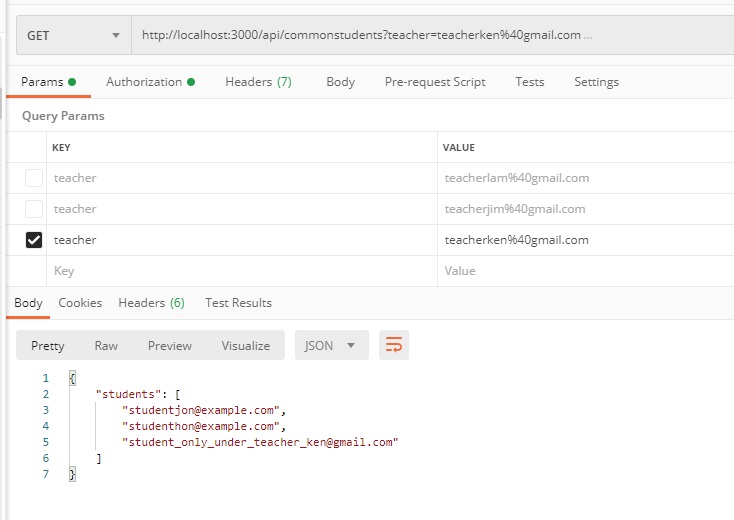 GET http://localhost:3000/api/commonstudents?teacher=teacherken%40gmail.com ...
Params Authorization Headers (7) Body Pre-request Script Tests Settings
Query Params
KEY VALUE
teacher teacherlam%40gmail.com
teacher teacherjim%40gmail.com
teacher teacherken%40gmail.com
Key Value
Body Cookies Headers (6) Test Results
Pretty Raw Preview Visualize JSON
1 {
2 "students": [
3 "studentjon@example.com",
4 "studenthon@example.com",
5 "student_only_under_teacher_ken@gmail.com"
6 ]
7 }